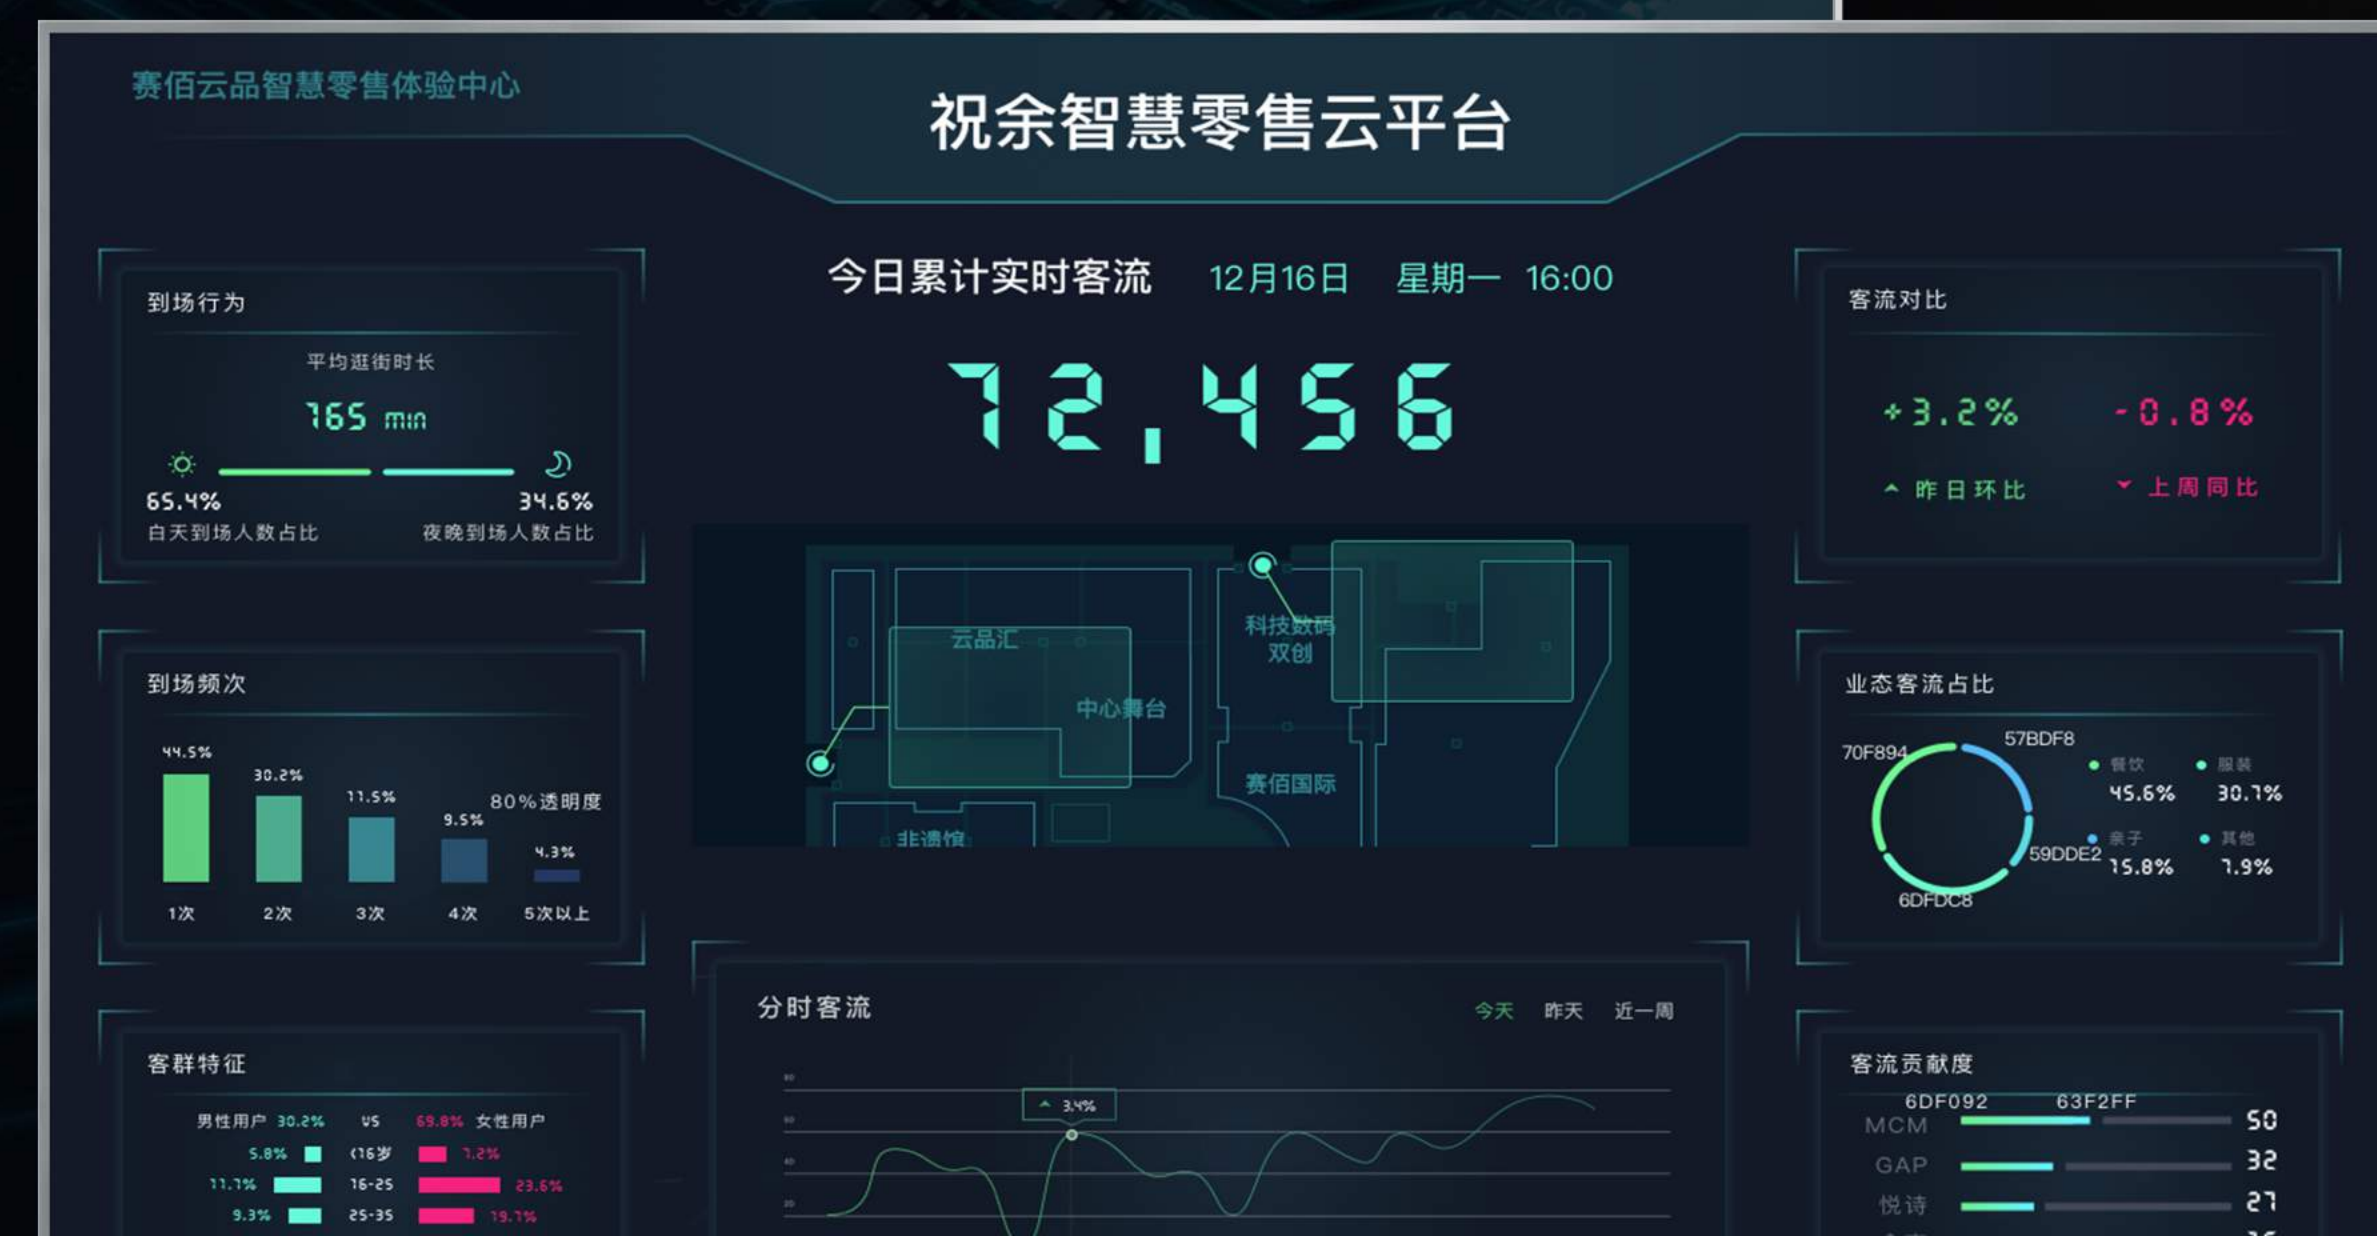 赛佰云品智慧零售体验中心
祝余智慧零售云平台
今日累计实时客流 12月16日 星期一 16:00
72,456
到场行为
平均逛街时长
765 min
65.4% 34.6%
白天到场人数占比 夜晚到场人数占比
到场频次
44.5%
30.2%
11.5%
9.5%
80%透明度
4.3%
1次 2次 3次 4次 5次以上
客群特征
男性用户 30.2% VS 69.8% 女性用户
5.8% <16岁 7.2%
11.7% 16-25 23.6%
9.3% 25-35 19.7%
云品汇
中心舞台
科技数码
双创
赛佰国际
非遗馆
分时客流 今天 昨天 近一周
80
60
40
20
3.4%
客流对比
+3.2% -0.8%
昨日环比 上周同比
业态客流占比
70F894 57BDF8
59DDE2
6DFDC8
餐饮 服装
45.6% 30.7%
亲子 其他
15.8% 7.9%
客流贡献度
6DF092 63F2FF
MCM 50
GAP 32
悦诗 27